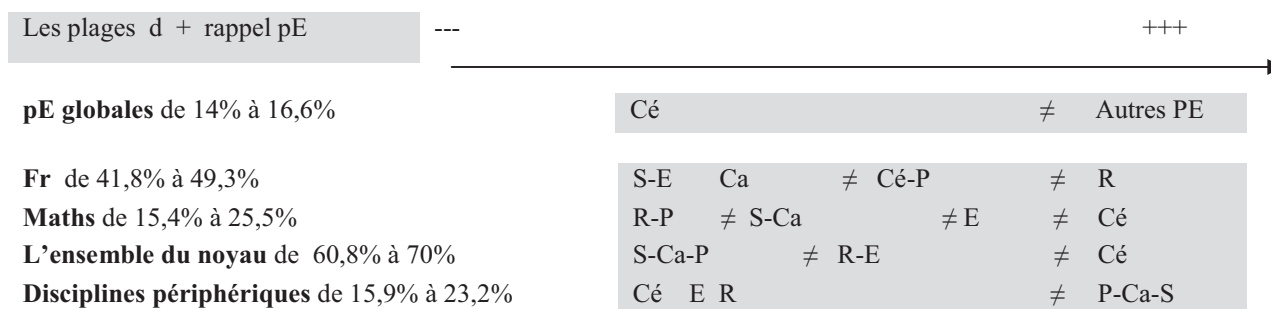 Les plages d + rappel pE --- +++
pE globales de 14% à 16,6% Cé ≠ Autres PE
Fr de 41,8% à 49,3% S-E Ca ≠ Cé-P ≠ R
Maths de 15,4% à 25,5% R-P ≠ S-Ca ≠ E ≠ Cé
L’ensemble du noyau de 60,8% à 70% S-Ca-P ≠ R-E ≠ Cé
Disciplines périphériques de 15,9% à 23,2% Cé E R ≠ P-Ca-S